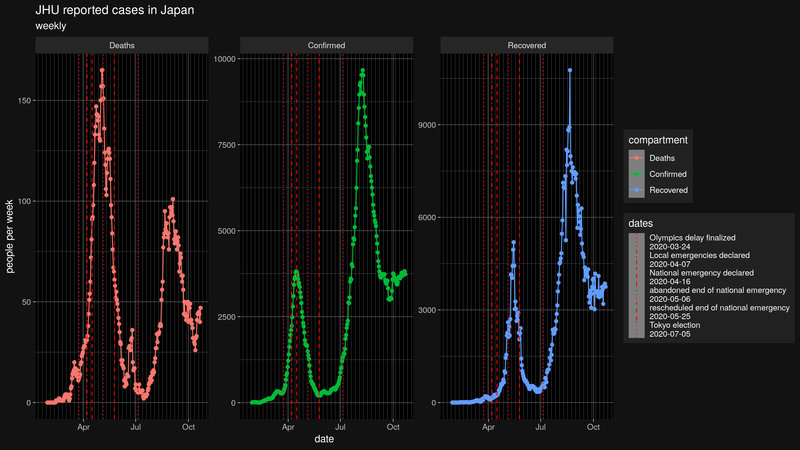 JHU reported cases in Japan
weekly
Deaths
Confirmed
Recovered
people per week
150
100
50
0
10000
7500
5000
2500
0
9000
6000
3000
0
Apr Jul Oct
Apr Jul Oct
Apr Jul Oct
date
compartment
Deaths
Confirmed
Recovered
dates
Olympics delay finalized
2020-03-24
Local emergencies declared
2020-04-07
National emergency declared
2020-04-16
abandoned end of national emergency
2020-05-06
rescheduled end of national emergency
2020-05-25
Tokyo election
2020-07-05